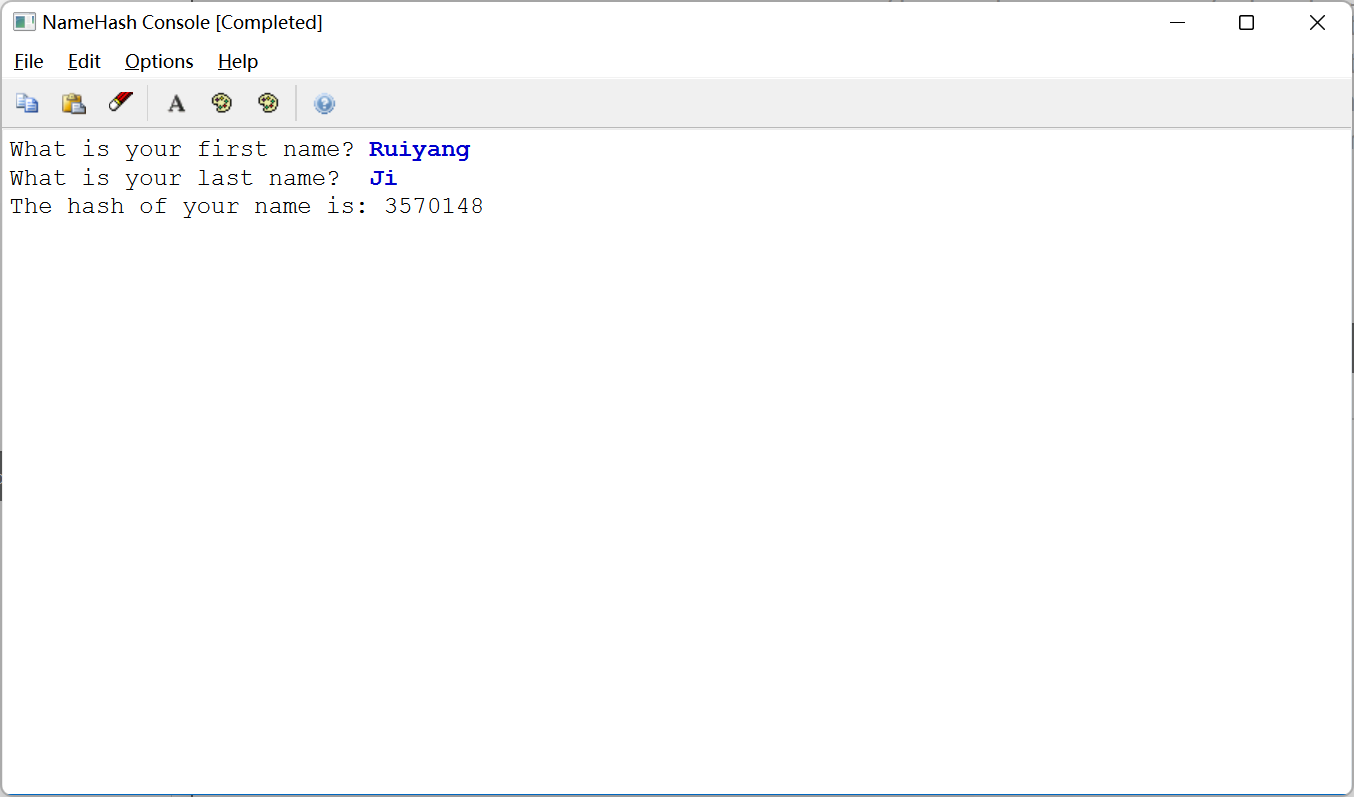 NameHash Console [Completed]
File Edit Options Help
A
What is your first name? Ruiyang
What is your last name?  Ji
The hash of your name is: 3570148